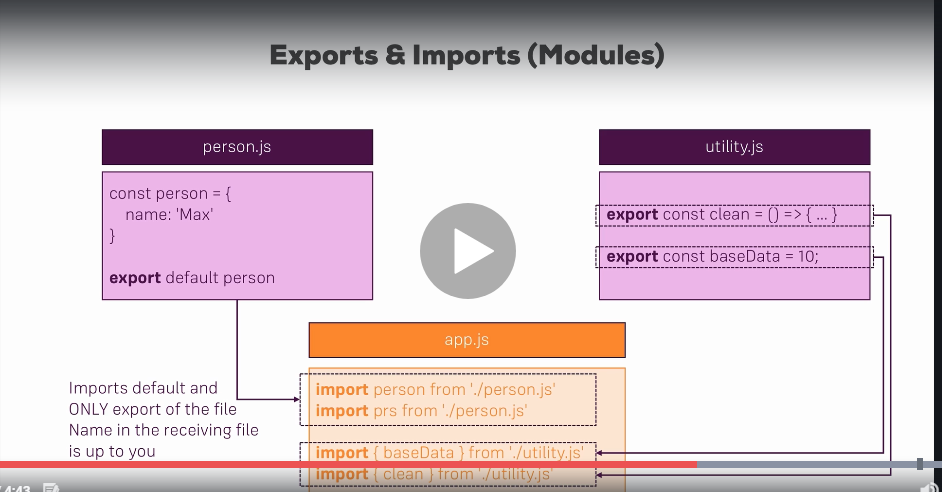 Exports & Imports (Modules)
person.js
const person = {
name: 'Max'
}
export default person
utility.js
export const clean = () => { ... }
export const baseData = 10;
app.js
import person from './person.js'
import prs from './person.js'
import { baseData } from './utility.js'
import { clean } from './utility.js'
Imports default and
ONLY export of the file
Name in the receiving file
is up to you
/ 4:43